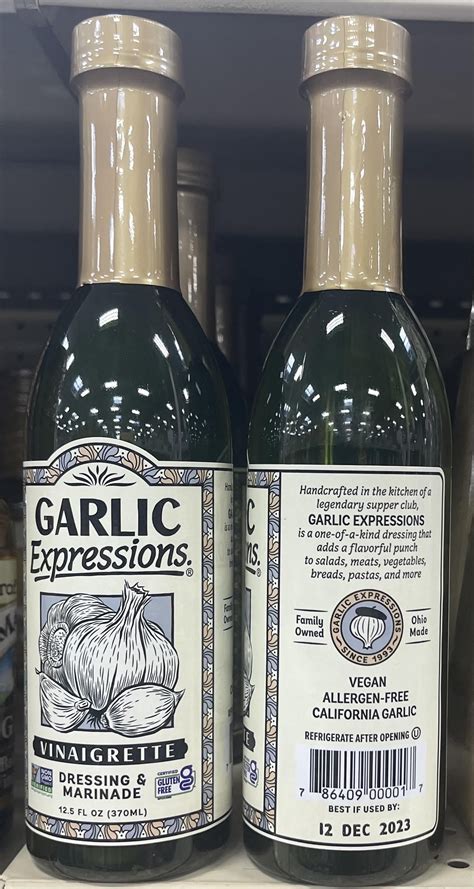 GARLIC
Expressions.®
VINAIGRETTE
NON
GMO
DRESSING &
MARINADE
CERTIFIED
GLUTEN
FREE
12.5 FL OZ (370ML)
Handcrafted in the kitchen of a
legendary supper club,
GARLIC EXPRESSIONS
is a one-of-a-kind dressing that
adds a flavorful punch
to salads, meats, vegetables,
breads, pastas, and more
Family
Owned
GARLIC EXPRESSIONS
SINCE 1993
Ohio
Made
VEGAN
ALLERGEN-FREE
CALIFORNIA GARLIC
REFRIGERATE AFTER OPENING U
7 86409 00001 7
BEST IF USED BY:
12 DEC 2023